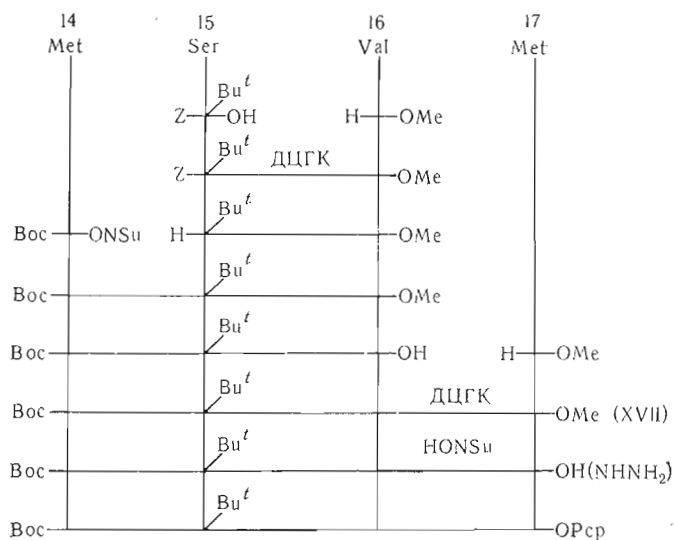 14 15 16 17
Met Ser Val Met
Bu^t
Z OH H OMe
Bu^t ДЦГК
Z OMe
Bu^t
Boc ONSu H OMe
Bu^t
Boc OMe
Bu^t
Boc OH H OMe
Bu^t ДЦГК
Boc OMe (XVII)
Bu^t HONSu
Boc OH(NHNH₂)
Bu^t
Boc OPcp